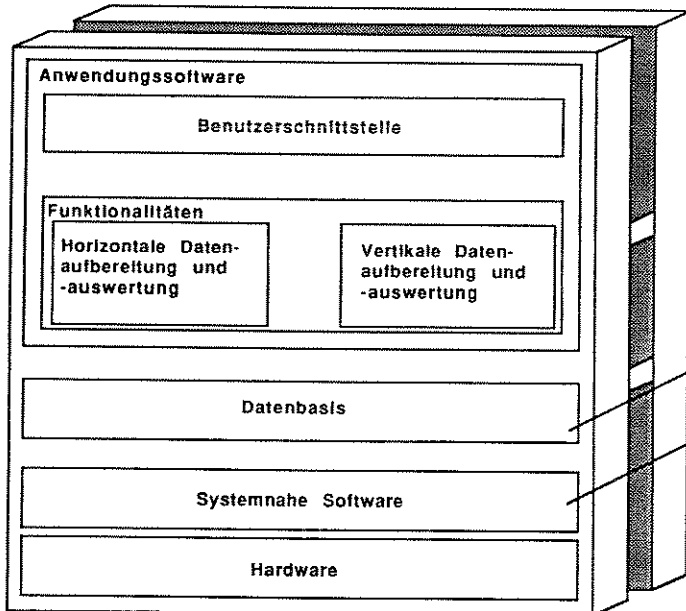 Anwendungssoftware
Benutzerschnittstelle
Funktionalitäten
Horizontale Daten-
aufbereitung und
-auswertung
Vertikale Daten-
aufbereitung und
-auswertung
Datenbasis
Systemnahe Software
Hardware